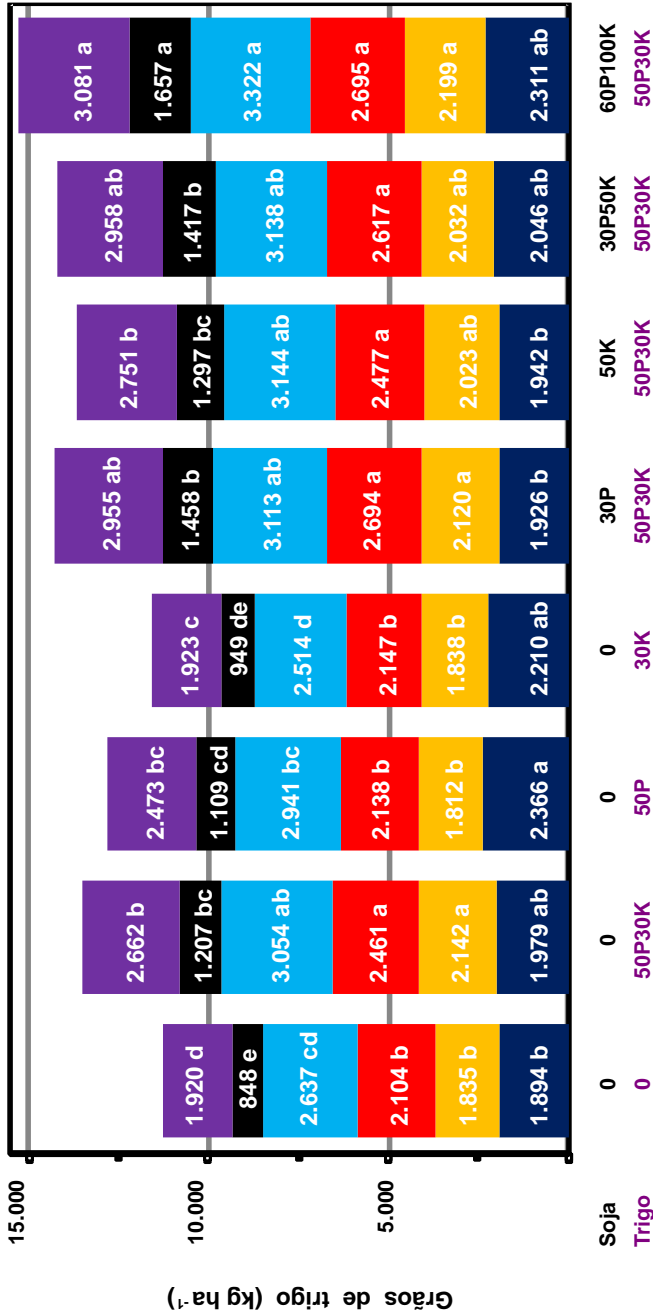 Grãos de trigo (kg ha-¹)
15.000
10.000
5.000
0
1.920 d
848 e
2.637 cd
2.104 b
1.835 b
1.894 b
2.662 b
1.207 bc
3.054 ab
2.461 a
2.142 a
1.979 ab
2.473 bc
1.109 cd
2.941 bc
2.138 b
1.812 b
2.366 a
1.923 c
949 de
2.514 d
2.147 b
1.838 b
2.210 ab
2.955 ab
1.458 b
3.113 ab
2.694 a
2.120 a
1.926 b
2.751 b
1.297 bc
3.144 ab
2.477 a
2.023 ab
1.942 b
2.958 ab
1.417 b
3.138 ab
2.617 a
2.032 ab
2.046 ab
3.081 a
1.657 a
3.322 a
2.695 a
2.199 a
2.311 ab
Soja 0 0 0 0 30P 50K 30P50K 60P100K
Trigo 0 50P30K 50P 30K 50P30K 50P30K 50P30K 50P30K